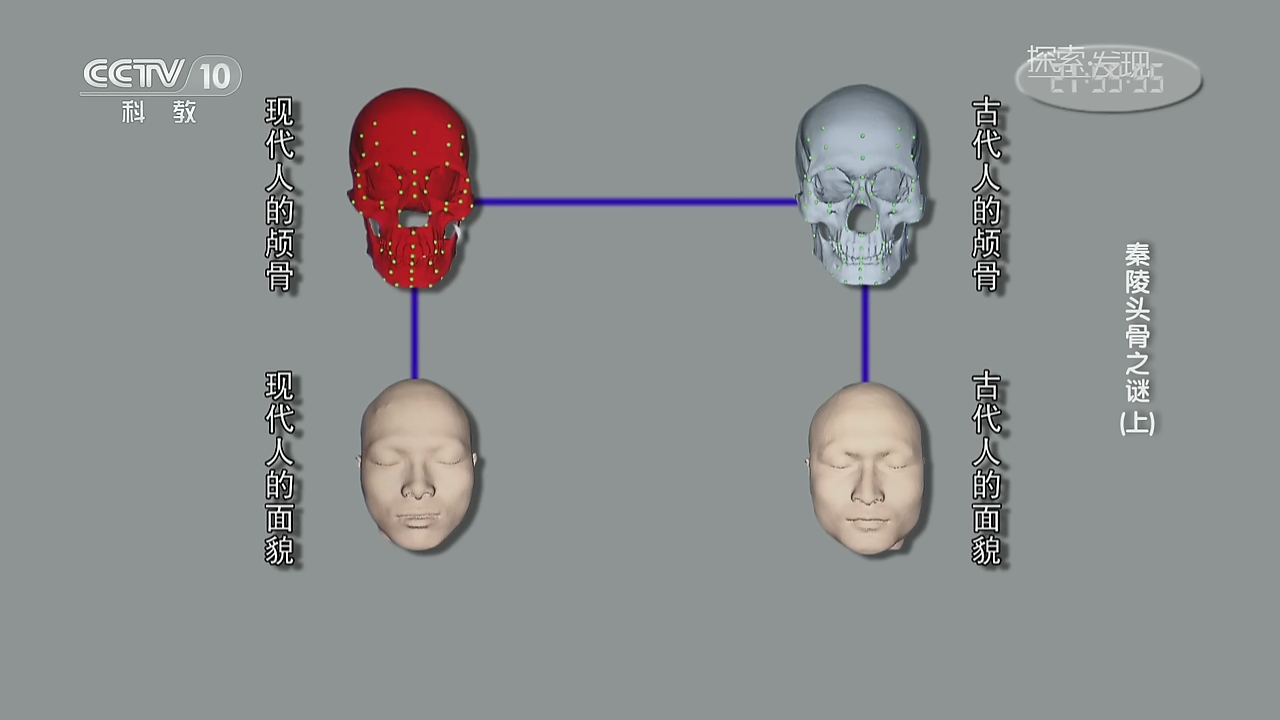 CCTV 10
科教
探索·发现
现代人的颅骨
古代人的颅骨
秦陵头骨之谜(上)
现代人的面貌
古代人的面貌